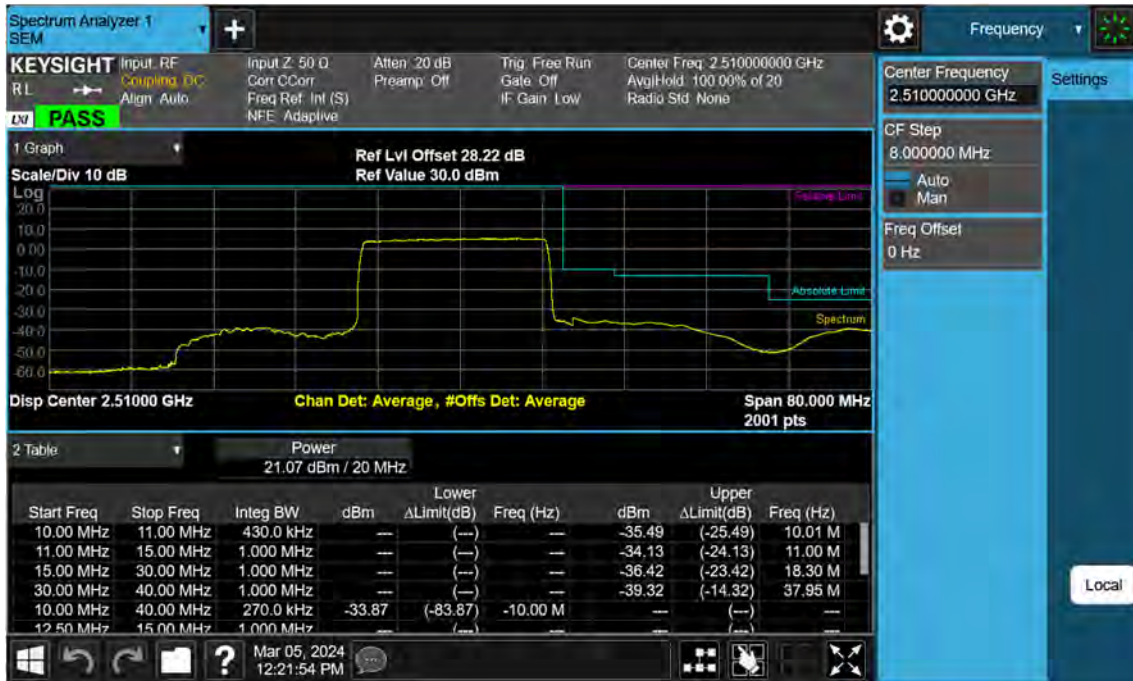 Spectrum Analyzer 1
SEM
+
Frequency
KEYSIGHT
RL
LXI PASS
Input: RF
Coupling: DC
Align: Auto
Input Z: 50 Ω
Corr CCorr
Freq Ref: Int (S)
NFE: Adaptive
Atten: 20 dB
Preamp: Off
Trig: Free Run
Gate: Off
IF Gain: Low
Center Freq: 2.510000000 GHz
Avg|Hold: 100.00% of 20
Radio Std: None
Center Frequency
2.510000000 GHz
Settings
CF Step
8.000000 MHz
Auto
Man
Freq Offset
0 Hz
1 Graph
Ref Lvl Offset 28.22 dB
Scale/Div 10 dB
Ref Value 30.0 dBm
Log
20.0
10.0
0.00
-10.0
-20.0
-30.0
-40.0
-50.0
-60.0
Relative Limit
Absolute Limit
Spectrum
Disp Center 2.51000 GHz
Chan Det: Average, #Offs Det: Average
Span 80.000 MHz
2001 pts
2 Table
Power
21.07 dBm / 20 MHz
Lower Upper
Start Freq Stop Freq Integ BW dBm ΔLimit(dB) Freq (Hz) dBm ΔLimit(dB) Freq (Hz)
10.00 MHz 11.00 MHz 430.0 kHz --- (---) --- -35.49 (-25.49) 10.01 M
11.00 MHz 15.00 MHz 1.000 MHz --- (---) --- -34.13 (-24.13) 11.00 M
15.00 MHz 30.00 MHz 1.000 MHz --- (---) --- -36.42 (-23.42) 18.30 M
30.00 MHz 40.00 MHz 1.000 MHz --- (---) --- -39.32 (-14.32) 37.95 M
10.00 MHz 40.00 MHz 270.0 kHz -33.87 (-83.87) -10.00 M --- (---) ---
12.50 MHz 15.00 MHz 1.000 MHz --- (---) --- --- (---) ---
Local
?
Mar 05, 2024
12:21:54 PM